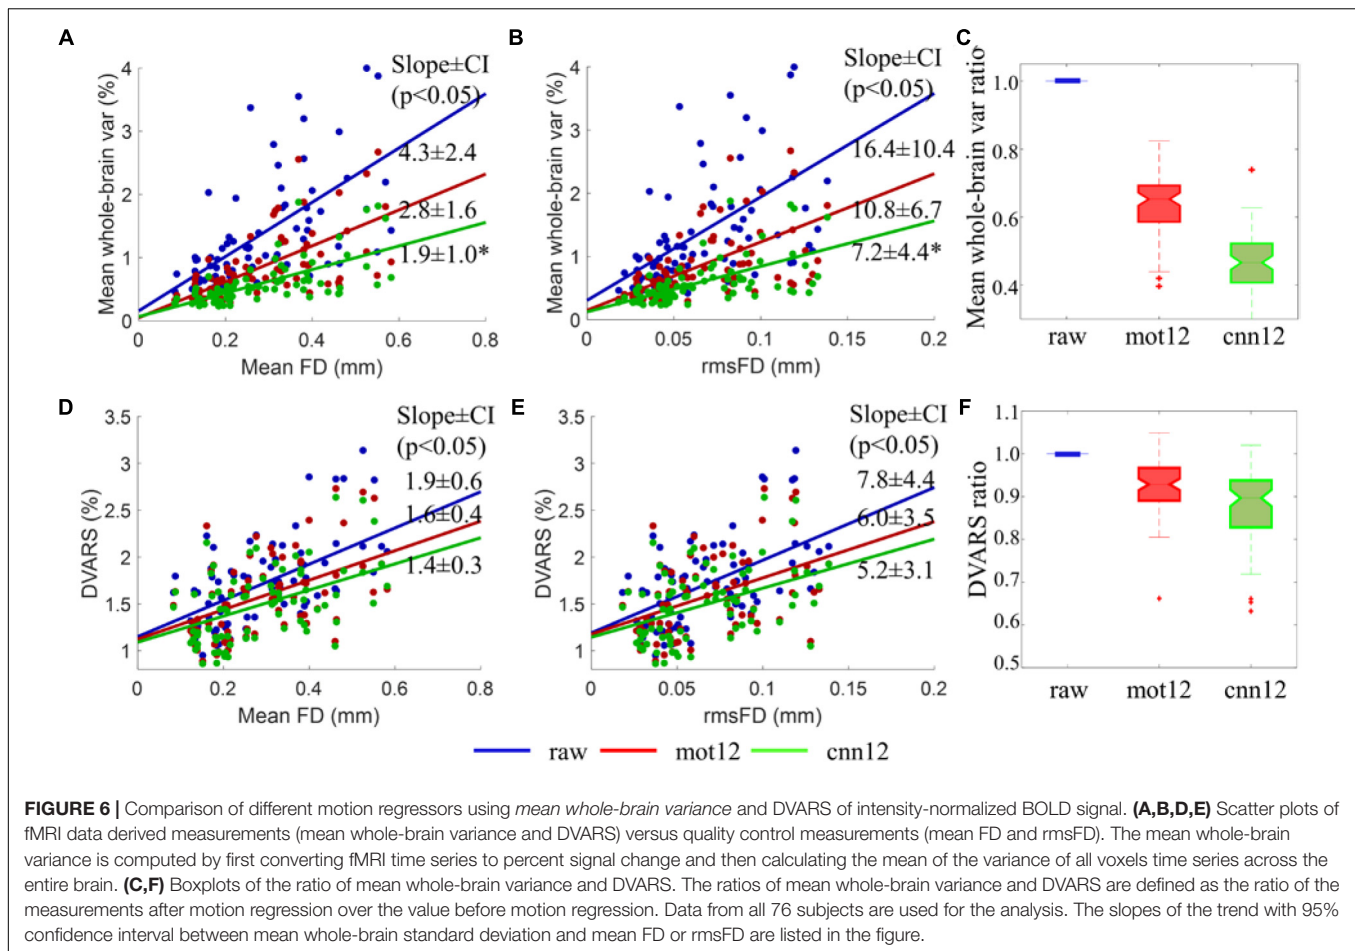 A
Slope±CI
(p<0.05)
4
3
2
1
0
Mean whole-brain var (%)
4.3±2.4
2.8±1.6
1.9±1.0*
0 0.2 0.4 0.6 0.8
Mean FD (mm)
B
Slope±CI
(p<0.05)
4
3
2
1
0
Mean whole-brain var (%)
16.4±10.4
10.8±6.7
7.2±4.4*
0 0.05 0.1 0.15 0.2
rmsFD (mm)
C
Mean whole-brain var ratio
1.0
0.8
0.6
0.4
raw mot12 cnn12
D
Slope±CI
(p<0.05)
3.5
3
2.5
2
1.5
1
DVARS (%)
1.9±0.6
1.6±0.4
1.4±0.3
0 0.2 0.4 0.6 0.8
Mean FD (mm)
E
Slope±CI
(p<0.05)
3.5
3
2.5
2
1.5
1
DVARS (%)
7.8±4.4
6.0±3.5
5.2±3.1
0 0.05 0.1 0.15 0.2
rmsFD (mm)
F
DVARS ratio
1.1
1.0
0.9
0.8
0.7
0.6
0.5
raw mot12 cnn12
raw mot12 cnn12
FIGURE 6 | Comparison of different motion regressors using mean whole-brain variance and DVARS of intensity-normalized BOLD signal. (A,B,D,E) Scatter plots of
fMRI data derived measurements (mean whole-brain variance and DVARS) versus quality control measurements (mean FD and rmsFD). The mean whole-brain
variance is computed by first converting fMRI time series to percent signal change and then calculating the mean of the variance of all voxels time series across the
entire brain. (C,F) Boxplots of the ratio of mean whole-brain variance and DVARS. The ratios of mean whole-brain variance and DVARS are defined as the ratio of the
measurements after motion regression over the value before motion regression. Data from all 76 subjects are used for the analysis. The slopes of the trend with 95%
confidence interval between mean whole-brain standard deviation and mean FD or rmsFD are listed in the figure.